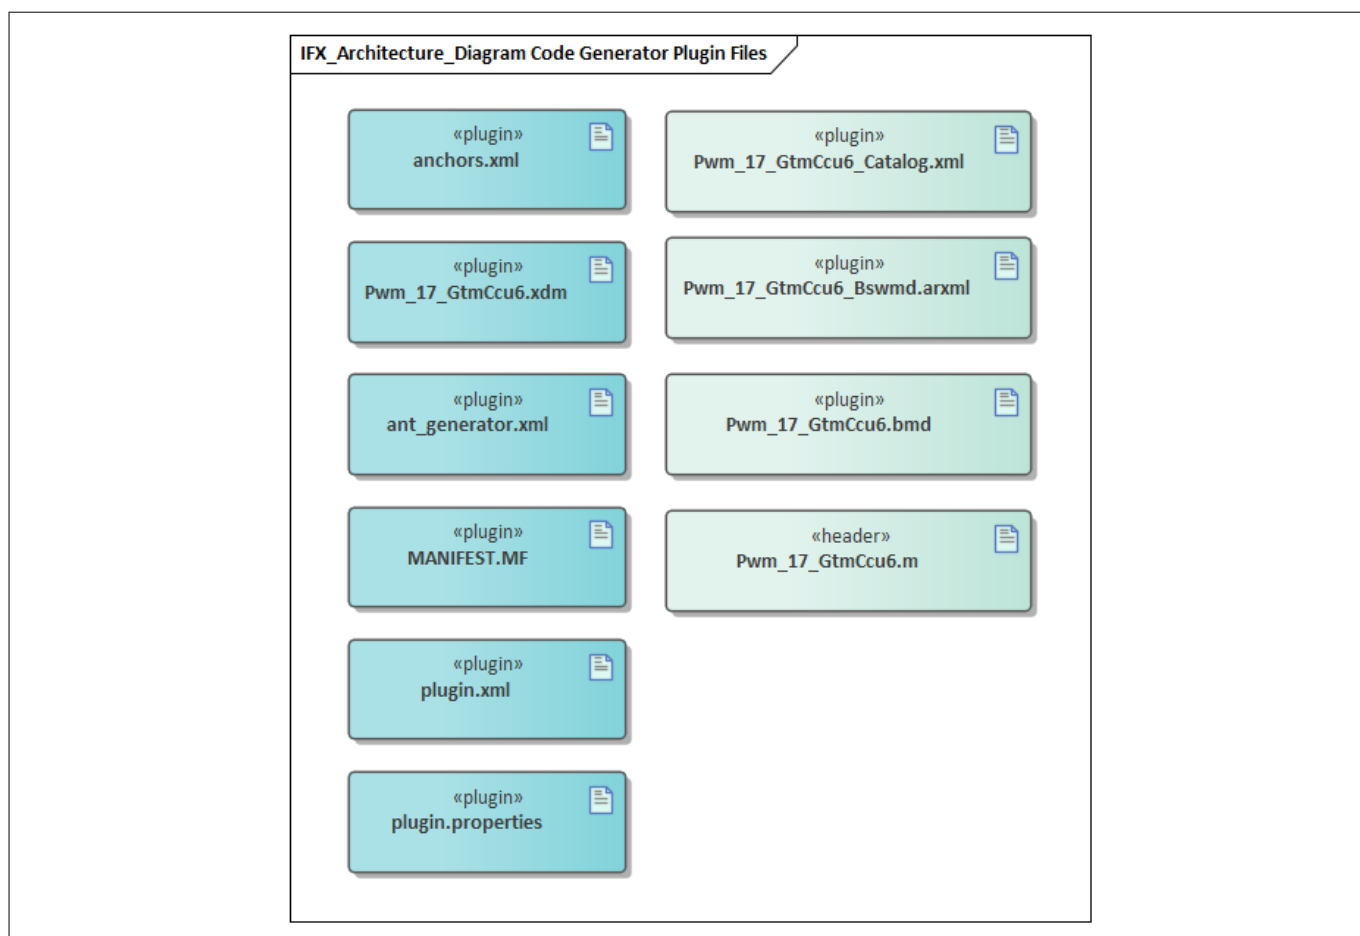 IFX_Architecture_Diagram Code Generator Plugin Files
«plugin»
anchors.xml
«plugin»
Pwm_17_GtmCcu6.xdm
«plugin»
ant_generator.xml
«plugin»
MANIFEST.MF
«plugin»
plugin.xml
«plugin»
plugin.properties
«plugin»
Pwm_17_GtmCcu6_Catalog.xml
«plugin»
Pwm_17_GtmCcu6_Bswmd.arxml
«plugin»
Pwm_17_GtmCcu6.bmd
«header»
Pwm_17_GtmCcu6.m